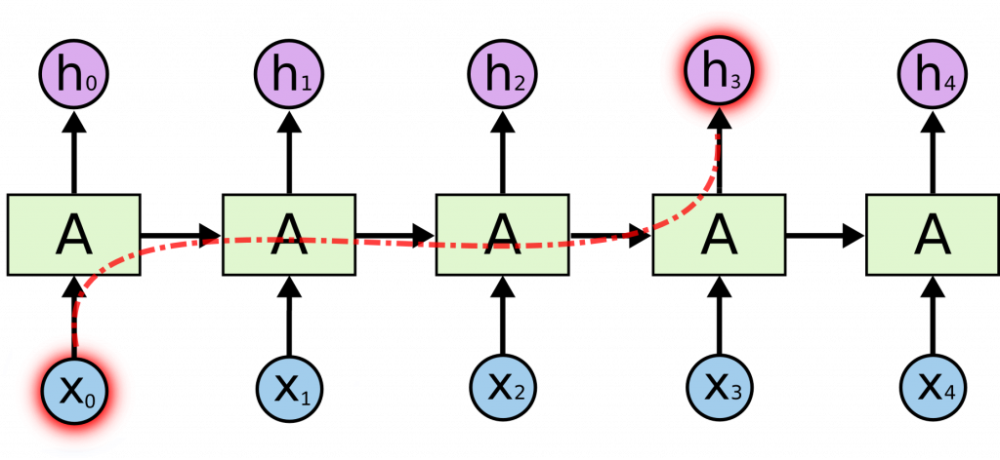 h₀ h₁ h₂ h₃ h₄
A A A A A
x₀ x₁ x₂ x₃ x₄